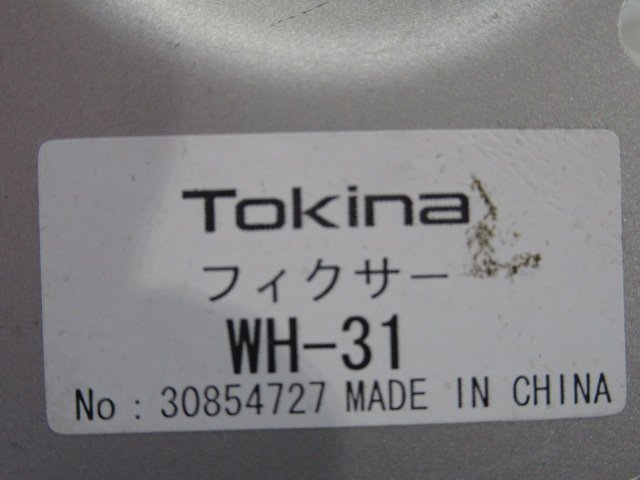 Tokina
フィクサー
WH-31
No : 30854727 MADE IN CHINA